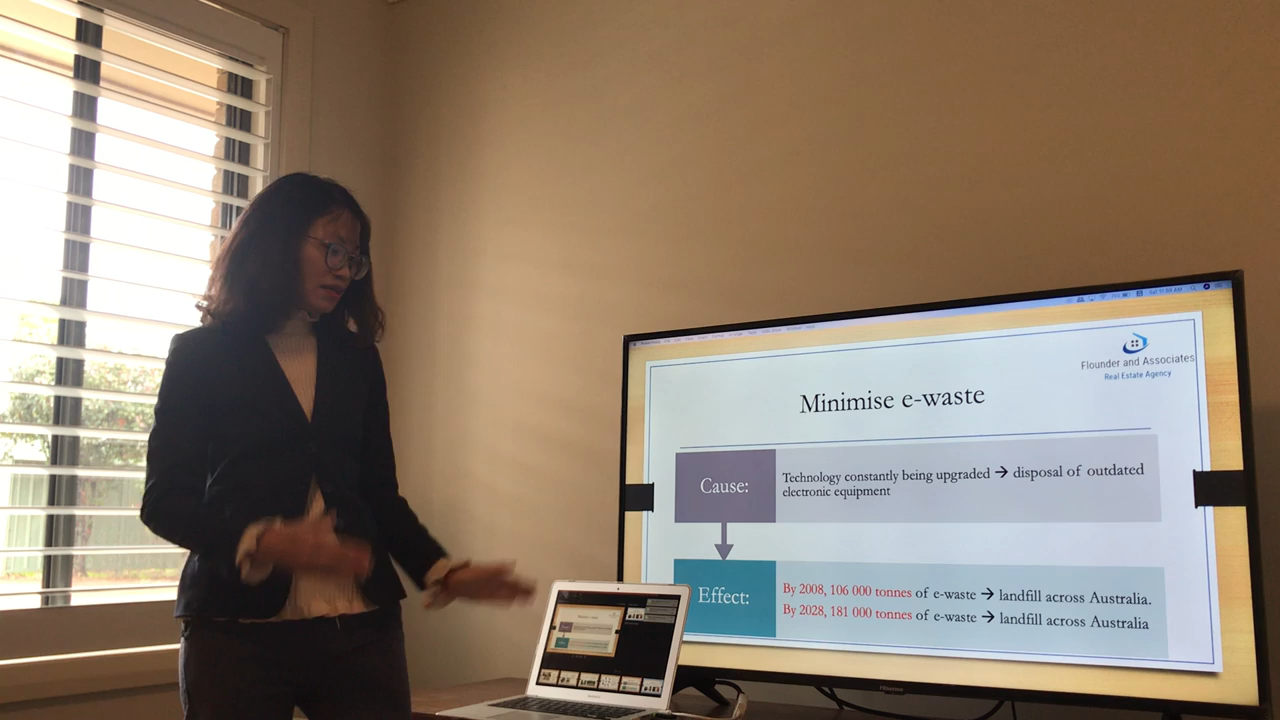 Flounder and Associates
Real Estate Agency
Minimise e-waste
Cause:
Technology constantly being upgraded → disposal of outdated
electronic equipment
Effect:
By 2008, 106 000 tonnes of e-waste → landfill across Australia.
By 2028, 181 000 tonnes of e-waste → landfill across Australia
Hisense